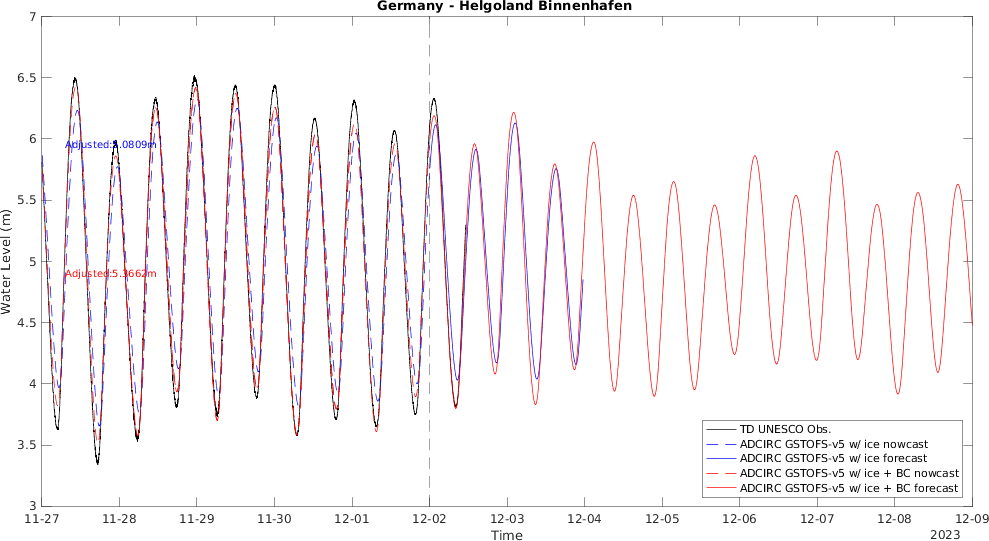 Germany - Helgoland Binnenhafen
7
6.5
6
5.5
5
4.5
4
3.5
3
Water Level (m)
Adjusted:5.0809m
Adjusted:5.3662m
TD UNESCO Obs.
ADCIRC GSTOFS-v5 w/ ice nowcast
ADCIRC GSTOFS-v5 w/ ice forecast
ADCIRC GSTOFS-v5 w/ ice + BC nowcast
ADCIRC GSTOFS-v5 w/ ice + BC forecast
11-27 11-28 11-29 11-30 12-01 12-02 12-03 12-04 12-05 12-06 12-07 12-08 12-09
Time
2023